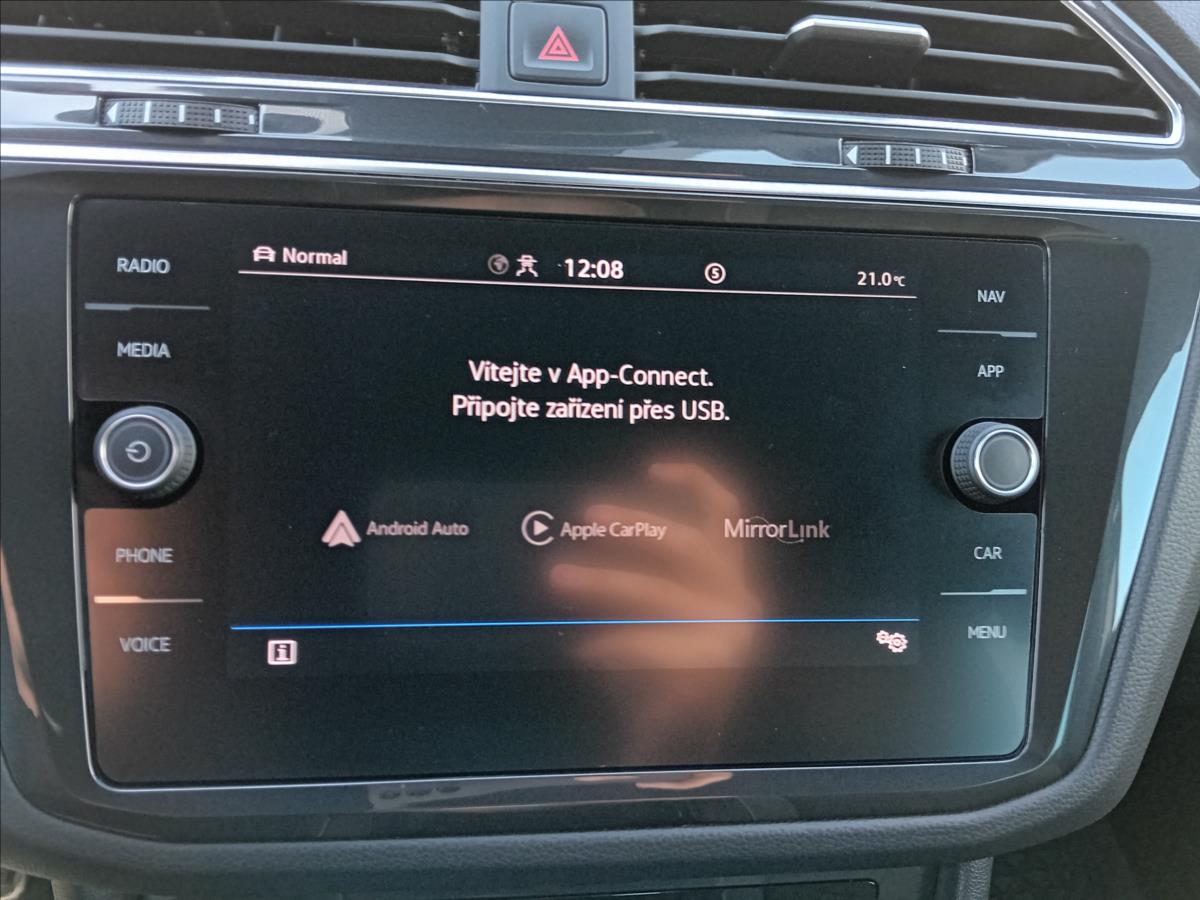 RADIO
MEDIA
PHONE
VOICE
Normal
12:08
5
21.0°C
Vítejte v App-Connect.
Připojte zařízení přes USB.
Android Auto
Apple CarPlay
MirrorLink
i
NAV
APP
CAR
MENU